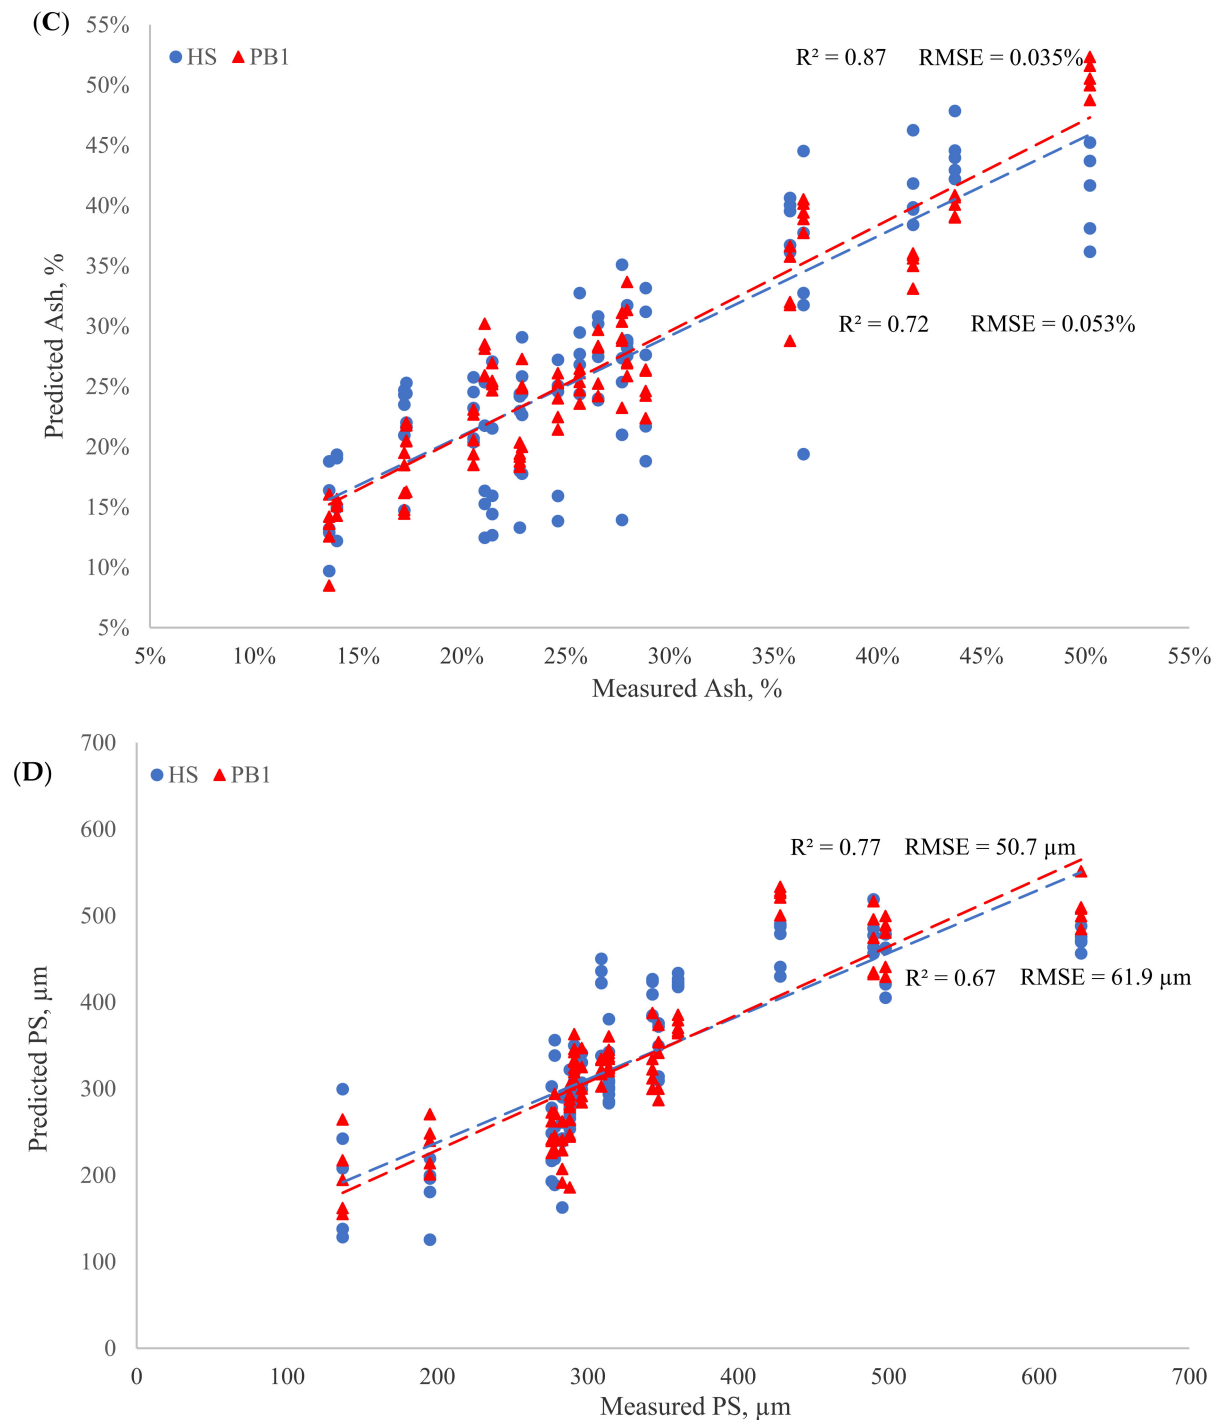 (C)
55%
HS PB1
R² = 0.87 RMSE = 0.035%
50%
45%
40%
35%
30%
R² = 0.72 RMSE = 0.053%
25%
20%
15%
10%
5%
Predicted Ash, %
5% 10% 15% 20% 25% 30% 35% 40% 45% 50% 55%
Measured Ash, %
(D)
700
HS PB1
600
R² = 0.77 RMSE = 50.7 µm
500
R² = 0.67 RMSE = 61.9 µm
400
300
200
100
0
Predicted PS, µm
0 100 200 300 400 500 600 700
Measured PS, µm